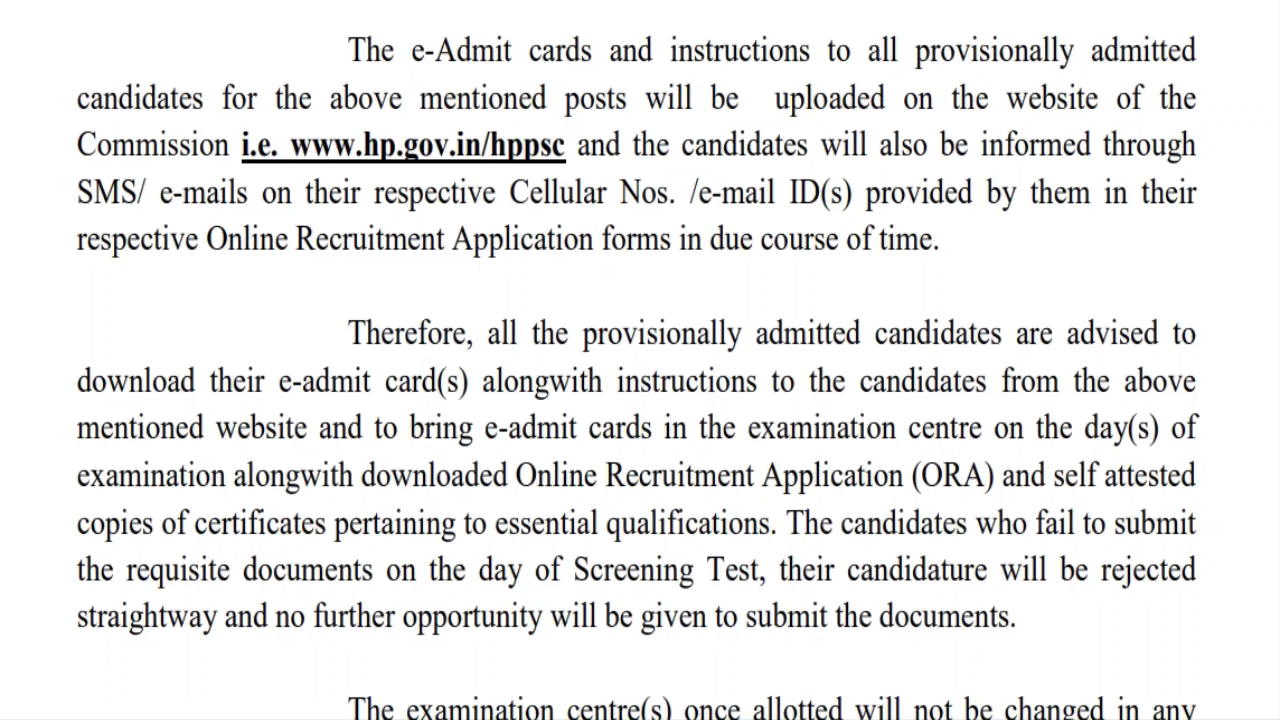 The e-Admit cards and instructions to all provisionally admitted
candidates for the above mentioned posts will be uploaded on the website of the
Commission i.e. www.hp.gov.in/hppsc and the candidates will also be informed through
SMS/ e-mails on their respective Cellular Nos. /e-mail ID(s) provided by them in their
respective Online Recruitment Application forms in due course of time.
Therefore, all the provisionally admitted candidates are advised to
download their e-admit card(s) alongwith instructions to the candidates from the above
mentioned website and to bring e-admit cards in the examination centre on the day(s) of
examination alongwith downloaded Online Recruitment Application (ORA) and self attested
copies of certificates pertaining to essential qualifications. The candidates who fail to submit
the requisite documents on the day of Screening Test, their candidature will be rejected
straightway and no further opportunity will be given to submit the documents.
The examination centre(s) once allotted will not be changed in any